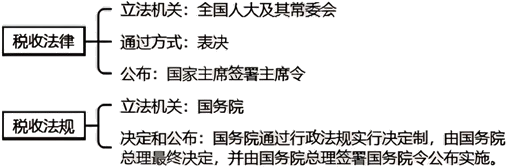 立法机关：全国人大及其常委会
税收法律
通过方式：表决
公布：国家主席签署主席令
立法机关：国务院
税收法规
决定和公布：国务院通过行政法规实行决定制，由国务院
总理最终决定，并由国务院总理签署国务院令公布实施。